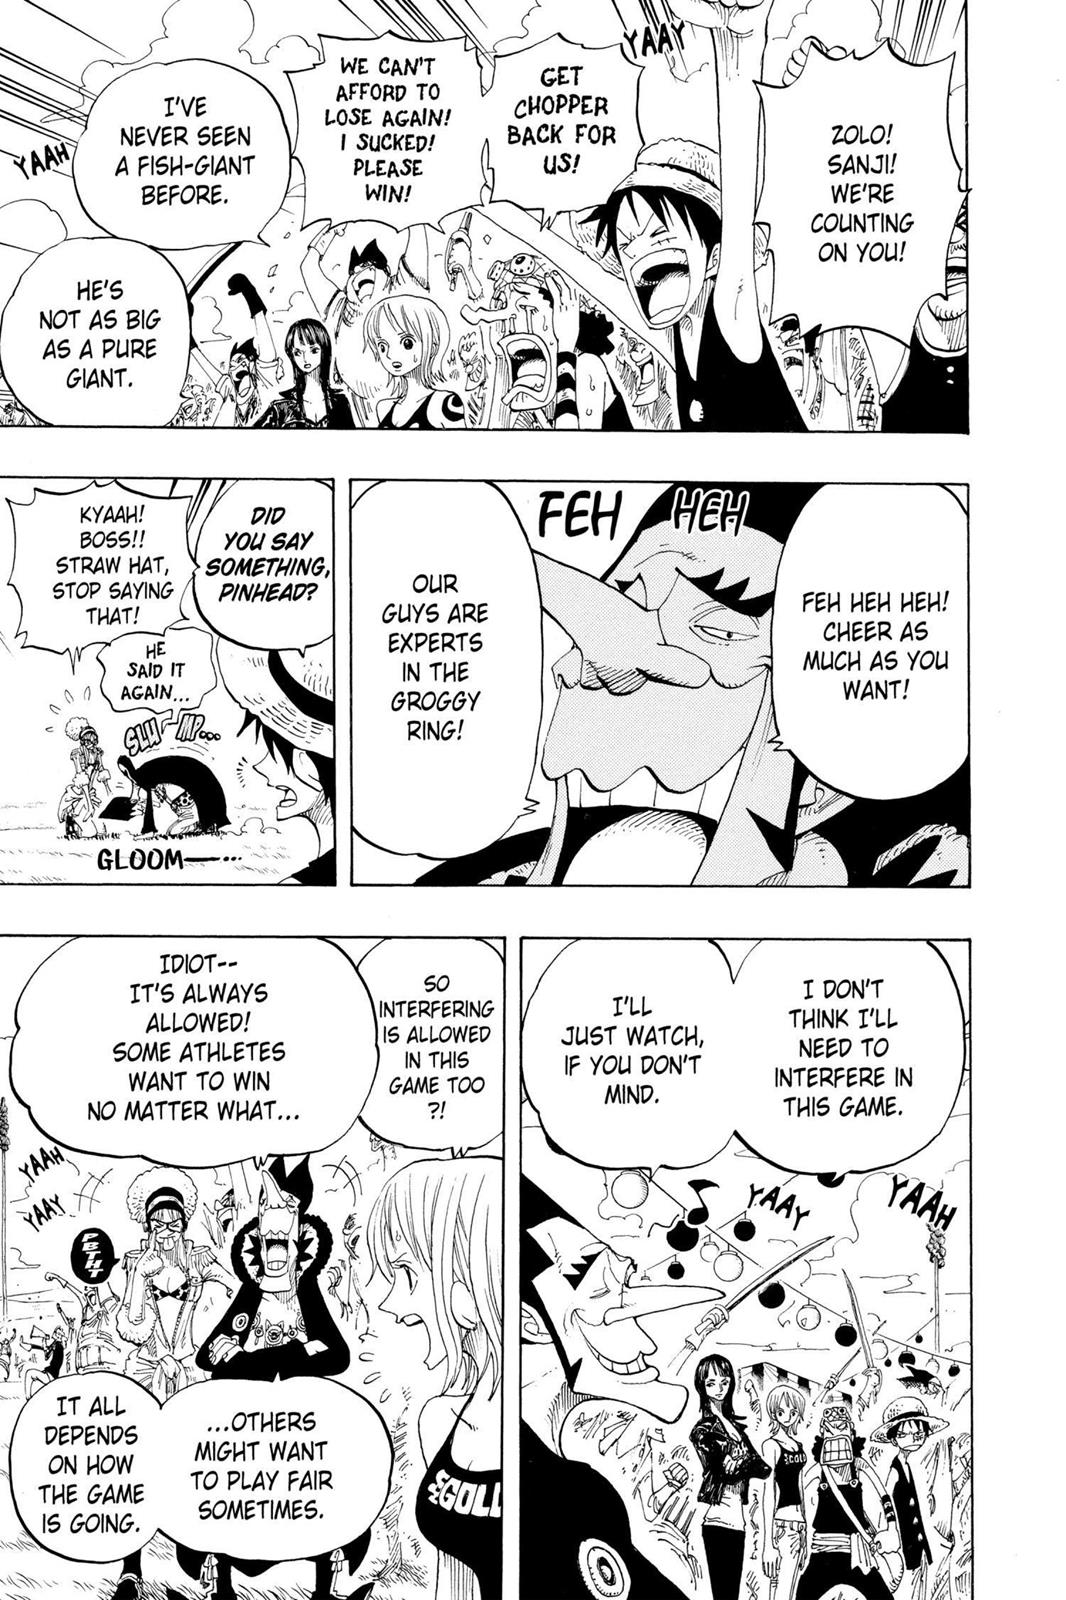 YAAY
ZOLO!
SANJI!
WE'RE
COUNTING
ON YOU!
GET
CHOPPER
BACK FOR
US!
WE CAN'T
AFFORD TO
LOSE AGAIN!
I SUCKED!
PLEASE
WIN!
I'VE
NEVER SEEN
A FISH-GIANT
BEFORE.
YAAH
HE'S
NOT AS BIG
AS A PURE
GIANT.
FEH HEH
FEH HEH HEH!
CHEER AS
MUCH AS YOU
WANT!
OUR
GUYS ARE
EXPERTS
IN THE
GROGGY
RING!
DID
YOU SAY
SOMETHING,
PINHEAD?
KYAAH!
BOSS!!
STRAW HAT,
STOP SAYING
THAT!
HE
SAID IT
AGAIN...
SLU-MP...
GLOOM—...
I DON'T
THINK I'LL
NEED TO
INTERFERE IN
THIS GAME.
I'LL
JUST WATCH,
IF YOU DON'T
MIND.
YAAH
YAAY
GOLD
SO
INTERFERING
IS ALLOWED
IN THIS
GAME TOO
?!
IDIOT--
IT'S ALWAYS
ALLOWED!
SOME ATHLETES
WANT TO WIN
NO MATTER WHAT...
YAAH
YAAY
PFTHT
...OTHERS
MIGHT WANT
TO PLAY FAIR
SOMETIMES.
IT ALL
DEPENDS
ON HOW
THE GAME
IS GOING.
GOLD